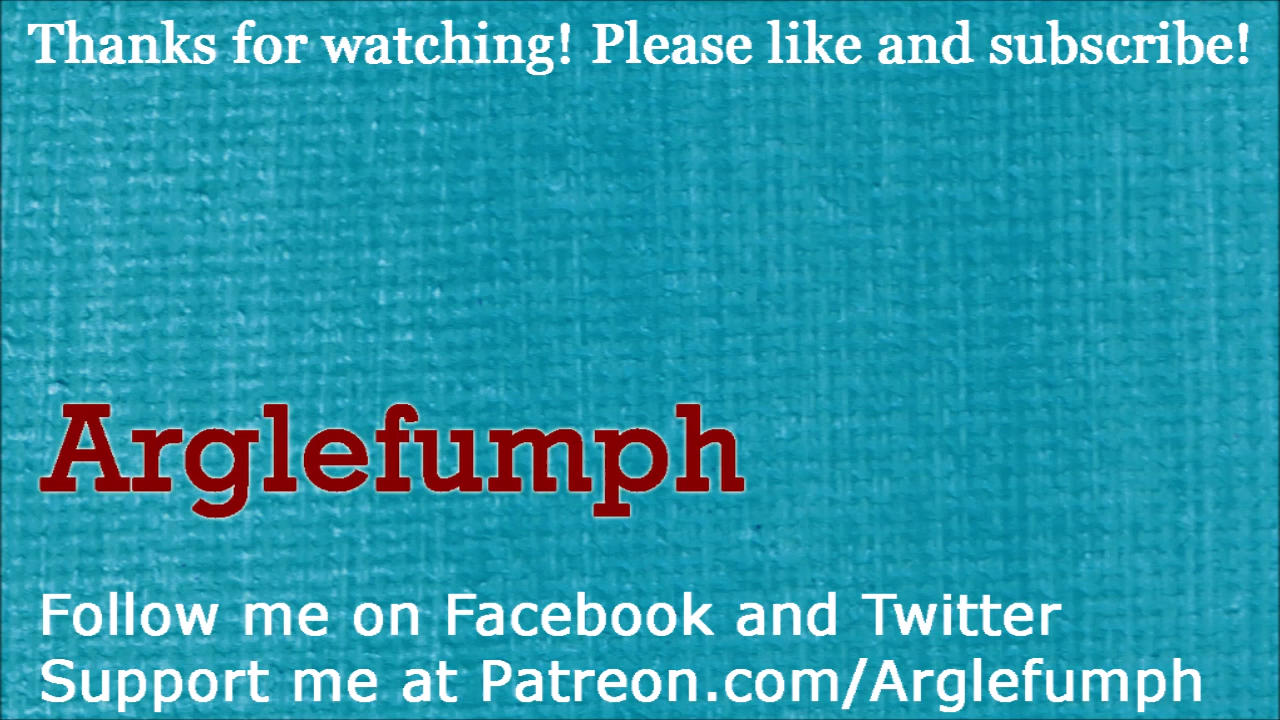 Thanks for watching! Please like and subscribe!
Arglefumph
Follow me on Facebook and Twitter
Support me at Patreon.com/Arglefumph